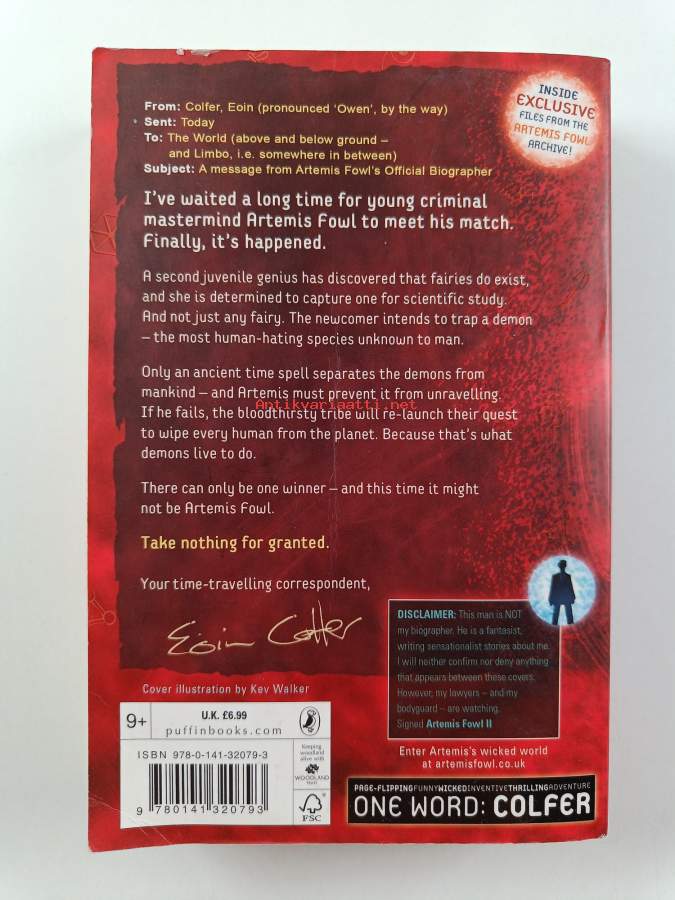 INSIDE
EXCLUSIVE
FILES FROM THE
ARTEMIS FOWL
ARCHIVE!
From: Colfer, Eoin (pronounced ‘Owen’, by the way)
Sent: Today
To: The World (above and below ground –
and Limbo, i.e. somewhere in between)
Subject: A message from Artemis Fowl’s Official Biographer
I’ve waited a long time for young criminal
mastermind Artemis Fowl to meet his match.
Finally, it’s happened.
A second juvenile genius has discovered that fairies do exist,
and she is determined to capture one for scientific study.
And not just any fairy. The newcomer intends to trap a demon
– the most human-hating species unknown to man.
Only an ancient time spell separates the demons from
mankind – and Artemis must prevent it from unravelling.
Antikvariaatti.net
If he fails, the bloodthirsty tribe will re-launch their quest
to wipe every human from the planet. Because that’s what
demons live to do.
There can only be one winner – and this time it might
not be Artemis Fowl.
Take nothing for granted.
Your time-travelling correspondent,
Eoin Colfer
DISCLAIMER: This man is NOT
my biographer. He is a fantasist,
writing sensationalist stories about me.
I will neither confirm nor deny anything
that appears between these covers.
However, my lawyers – and my
bodyguard – are watching.
Signed Artemis Fowl II
Cover illustration by Kev Walker
9+
U.K. £6.99
puffinbooks.com
ISBN 978-0-141-32079-3
9 780141 320793
Keeping
woodland
alive with
WOODLAND
TRUST
FSC
Enter Artemis’s wicked world
at artemisfowl.co.uk
PAGE-FLIPPINGFUNNYWICKEDINVENTIVETHRILLINGADVENTURE
ONE WORD: COLFER